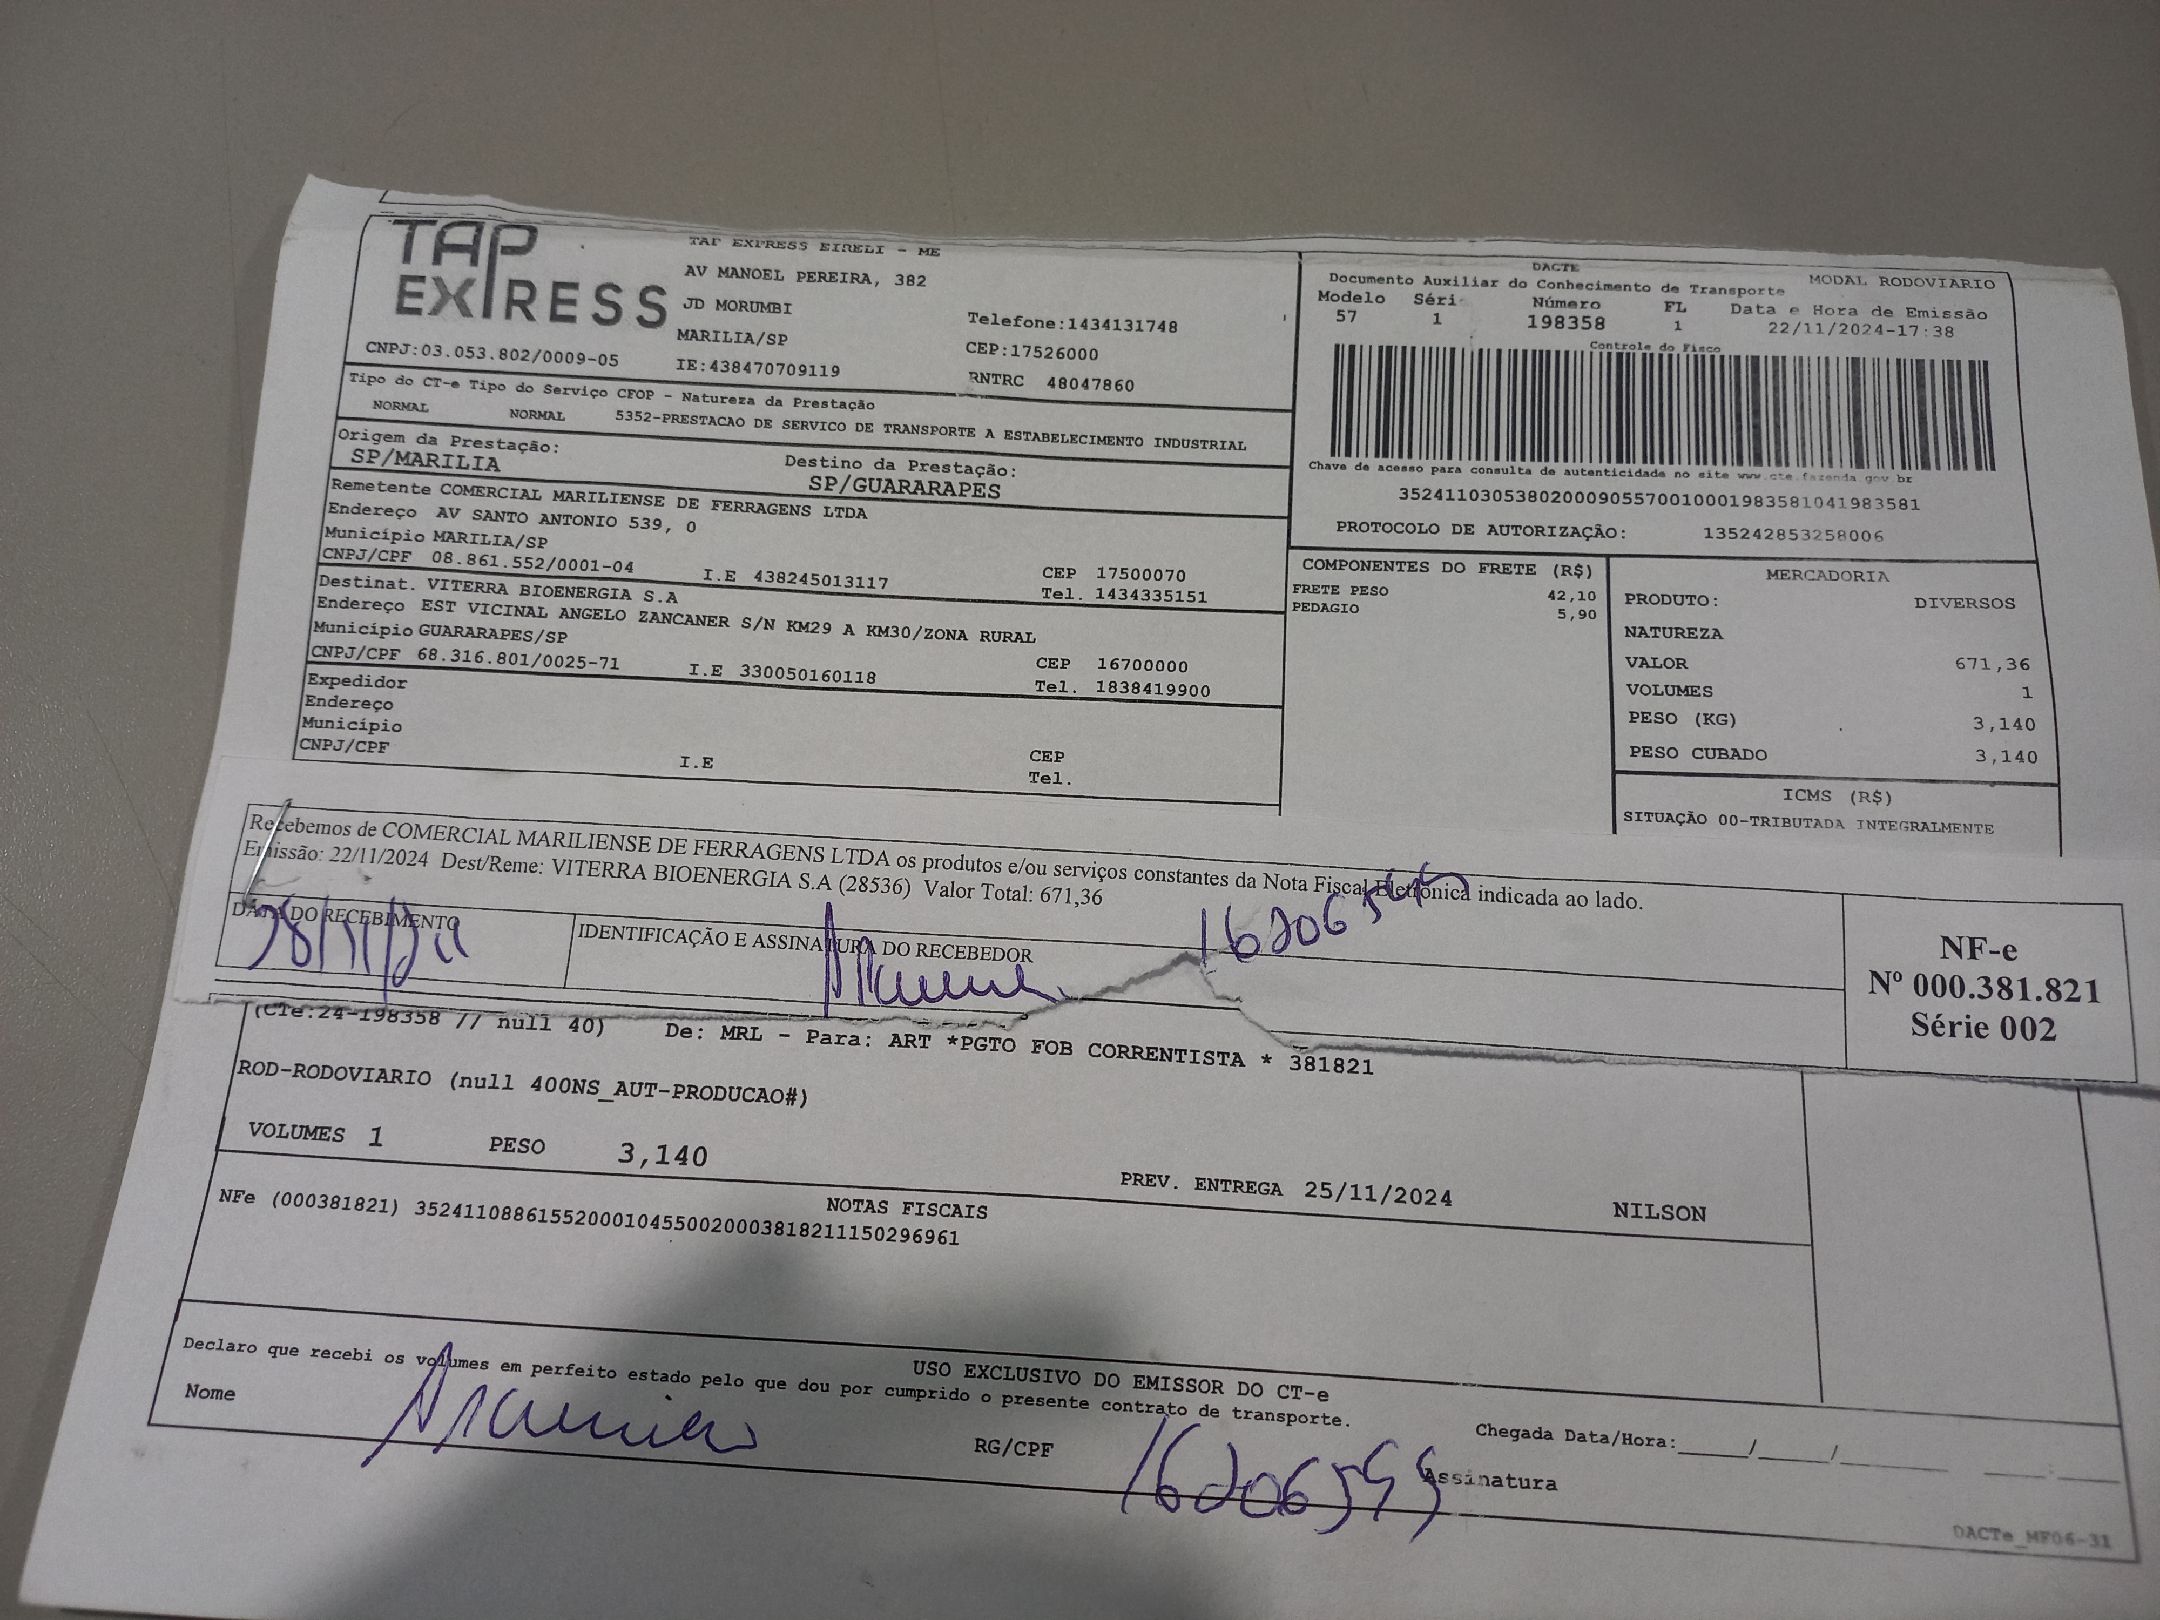 TAP
EXPRESS
TAP EXPRESS EIRELI - ME
AV MANOEL PEREIRA, 382
JD MORUMBI
MARILIA/SP
Telefone:1434131748
CEP:17526000
CNPJ:03.053.802/0009-05
IE:438470709119
RNTRC 48047860
DACTE
MODAL RODOVIARIO
Documento Auxiliar do Conhecimento de Transporte
Modelo Séri Número FL Data e Hora de Emissão
57 1 198358 1 22/11/2024-17:38
Controle do Fisco
Chave de acesso para consulta de autenticidade no site www.cte.fazenda.gov.br
35241103053802000905570010001983581041983581
PROTOCOLO DE AUTORIZAÇÃO: 135242853258006
Tipo do CT-e Tipo do Serviço CFOP - Natureza da Prestação
NORMAL NORMAL 5352-PRESTACAO DE SERVICO DE TRANSPORTE A ESTABELECIMENTO INDUSTRIAL
Origem da Prestação: Destino da Prestação:
SP/MARILIA SP/GUARARAPES
Remetente COMERCIAL MARILIENSE DE FERRAGENS LTDA
Endereço AV SANTO ANTONIO 539, 0
Município MARILIA/SP CEP 17500070
CNPJ/CPF 08.861.552/0001-04 I.E 438245013117 Tel. 1434335151
Destinat. VITERRA BIOENERGIA S.A
Endereço EST VICINAL ANGELO ZANCANER S/N KM29 A KM30/ZONA RURAL
Município GUARARAPES/SP CEP 16700000
CNPJ/CPF 68.316.801/0025-71 I.E 330050160118 Tel. 1838419900
Expedidor
Endereço
Município CEP
CNPJ/CPF I.E Tel.
COMPONENTES DO FRETE (R$)
FRETE PESO 42,10
PEDAGIO 5,90
MERCADORIA
PRODUTO: DIVERSOS
NATUREZA
VALOR 671,36
VOLUMES 1
PESO (KG) 3,140
PESO CUBADO 3,140
ICMS (R$)
SITUAÇÃO 00-TRIBUTADA INTEGRALMENTE
Recebemos de COMERCIAL MARILIENSE DE FERRAGENS LTDA os produtos e/ou serviços constantes da Nota Fiscal Eletrônica indicada ao lado.
Emissão: 22/11/2024 Dest/Reme: VITERRA BIOENERGIA S.A (28536) Valor Total: 671,36
DATA DO RECEBIMENTO
IDENTIFICAÇÃO E ASSINATURA DO RECEBEDOR
NF-e
Nº 000.381.821
Série 002
(CTe:24-198358 // null 40) De: MRL - Para: ART *PGTO FOB CORRENTISTA * 381821
ROD-RODOVIARIO (null 400NS_AUT-PRODUCAO#)
VOLUMES 1 PESO 3,140 PREV. ENTREGA 25/11/2024 NILSON
NOTAS FISCAIS
NFe (000381821) 35241108861552000104550020003818211150296961
USO EXCLUSIVO DO EMISSOR DO CT-e
Declaro que recebi os volumes em perfeito estado pelo que dou por cumprido o presente contrato de transporte.
Nome RG/CPF Assinatura
Chegada Data/Hora:_____/_____/_______ ____:____
DACTe_MF06-31